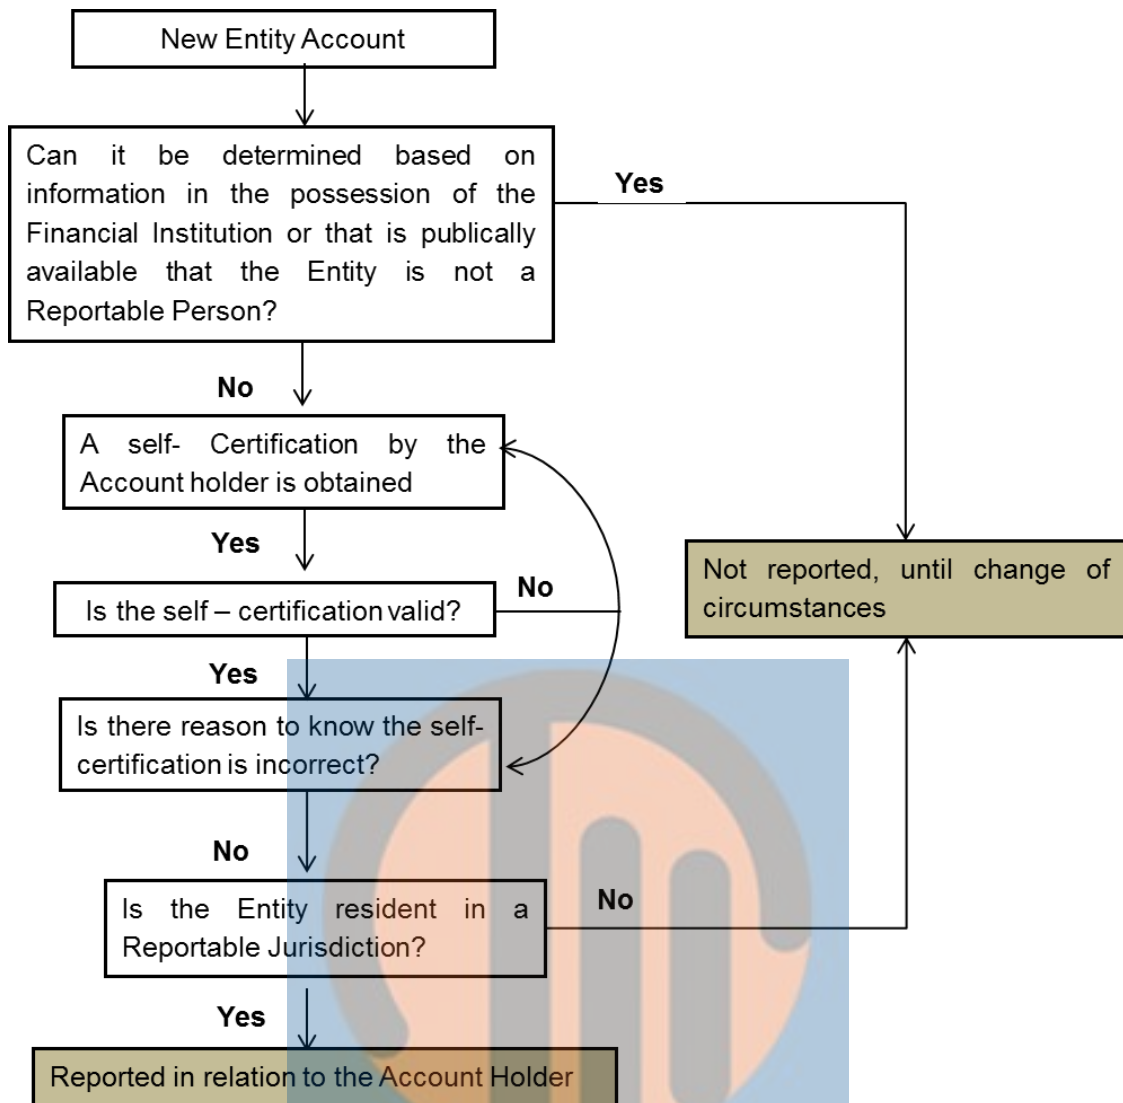 New Entity Account
Can it be determined based on
information in the possession of the
Financial Institution or that is publically
available that the Entity is not a
Reportable Person?
Yes
No
A self- Certification by the
Account holder is obtained
Yes
Not reported, until change of
circumstances
Is the self – certification valid?
No
Yes
Is there reason to know the self-
certification is incorrect?
No
Is the Entity resident in a
Reportable Jurisdiction?
No
Yes
Reported in relation to the Account Holder